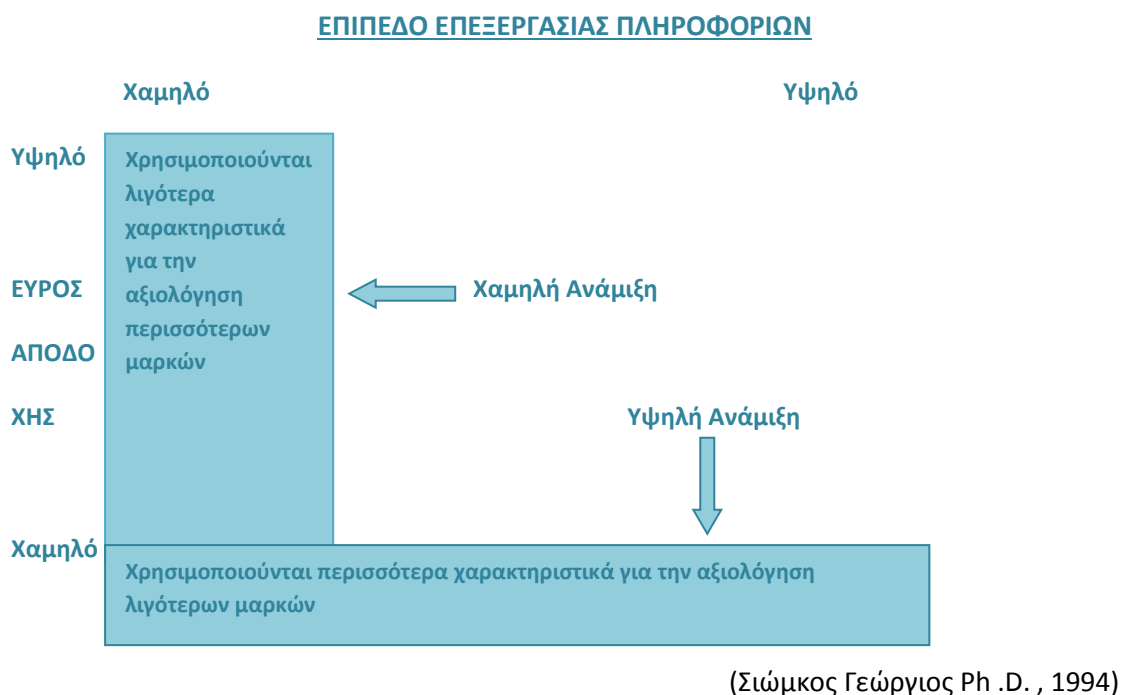 ΕΠΙΠΕΔΟ ΕΠΕΞΕΡΓΑΣΙΑΣ ΠΛΗΡΟΦΟΡΙΩΝ
Χαμηλό Υψηλό
Υψηλό
Χρησιμοποιούνται
λιγότερα
χαρακτηριστικά
για την
αξιολόγηση
περισσότερων
μαρκών
ΕΥΡΟΣ
ΑΠΟΔΟ
ΧΗΣ
Χαμηλή Ανάμιξη
Υψηλή Ανάμιξη
Χαμηλό
Χρησιμοποιούνται περισσότερα χαρακτηριστικά για την αξιολόγηση
λιγότερων μαρκών
(Σιώμκος Γεώργιος Ph .D. , 1994)